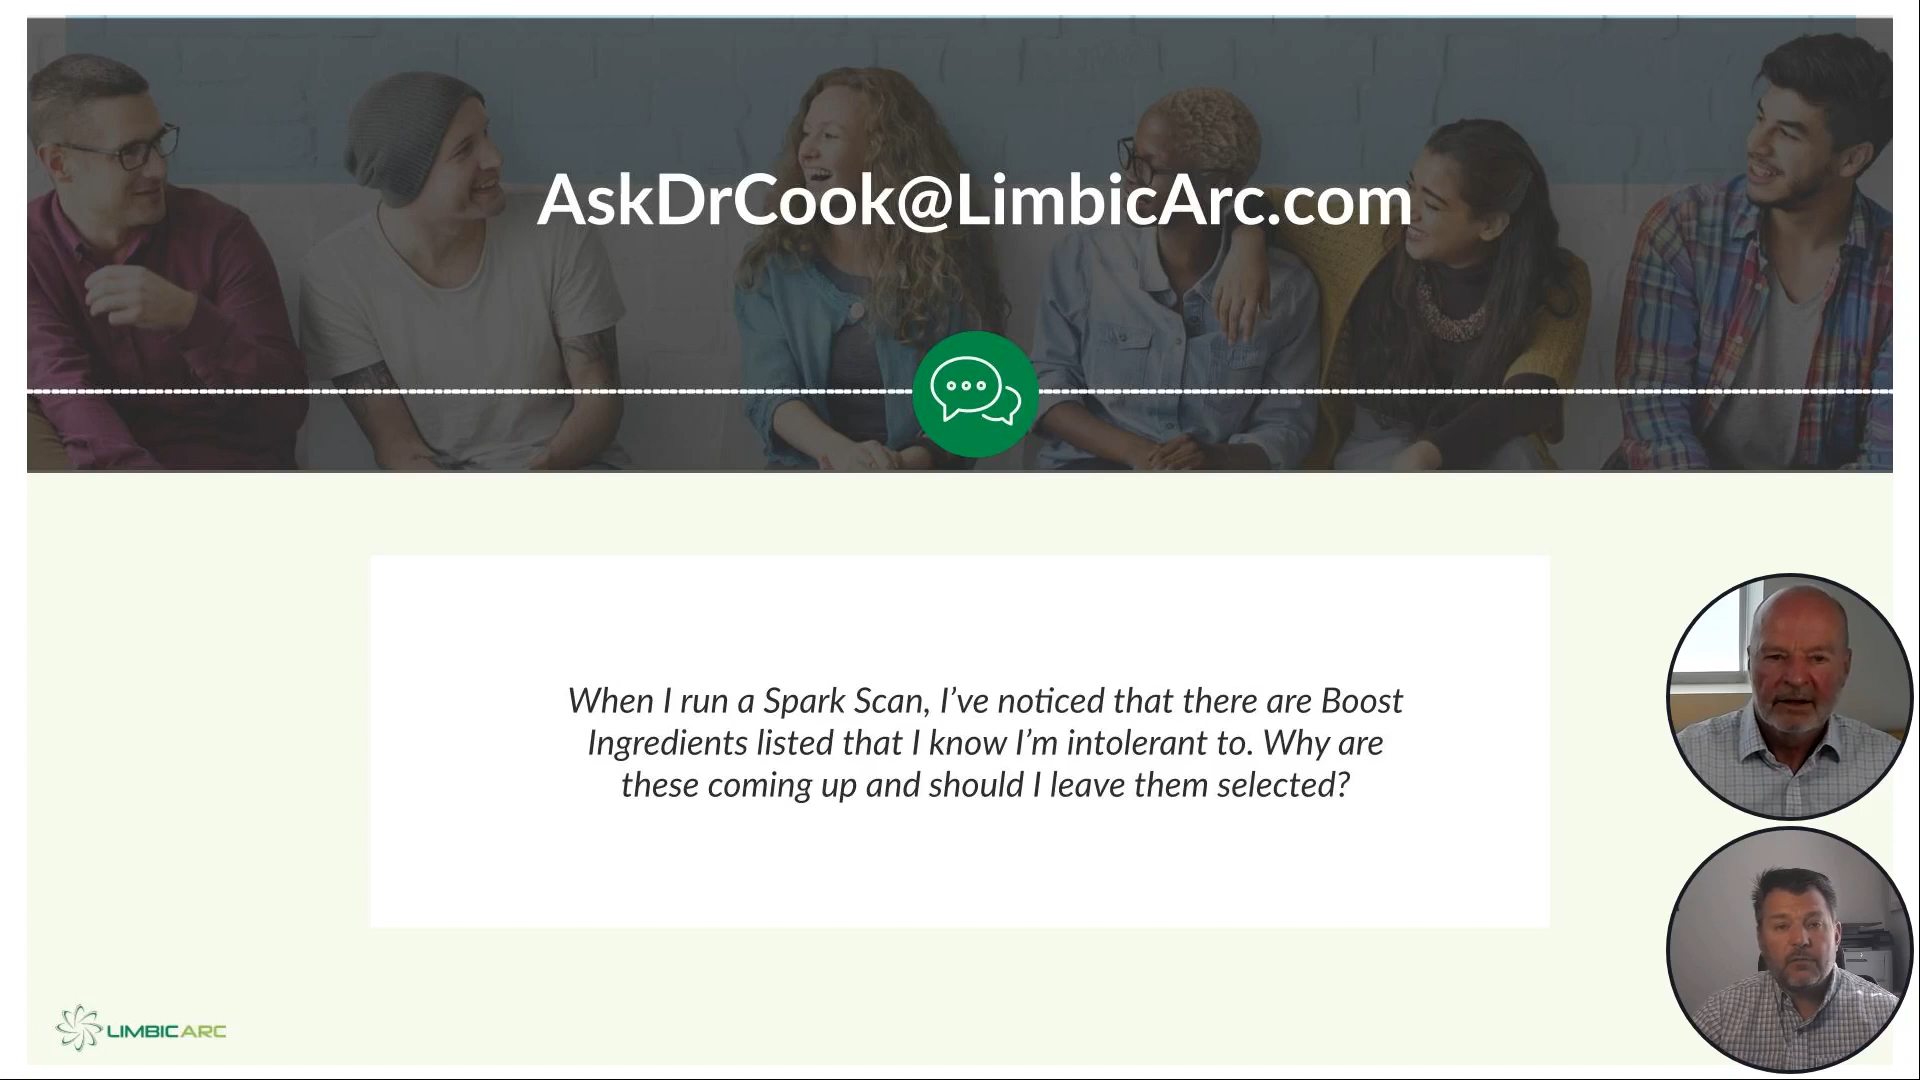 AskDrCook@LimbicArc.com
When I run a Spark Scan, I’ve noticed that there are Boost
Ingredients listed that I know I’m intolerant to. Why are
these coming up and should I leave them selected?
LIMBICARC